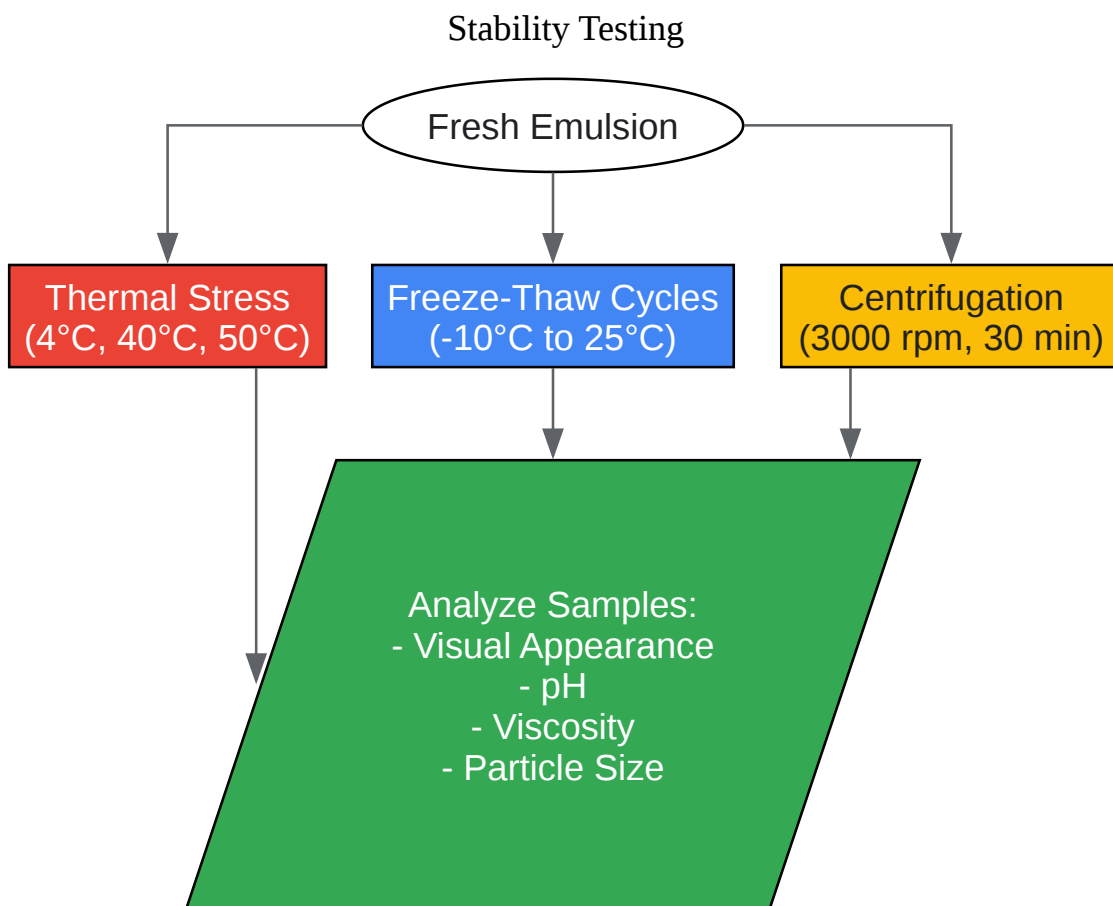 Stability Testing
Fresh Emulsion
Thermal Stress
(4°C, 40°C, 50°C)
Freeze-Thaw Cycles
(-10°C to 25°C)
Centrifugation
(3000 rpm, 30 min)
Analyze Samples:
- Visual Appearance
- pH
- Viscosity
- Particle Size